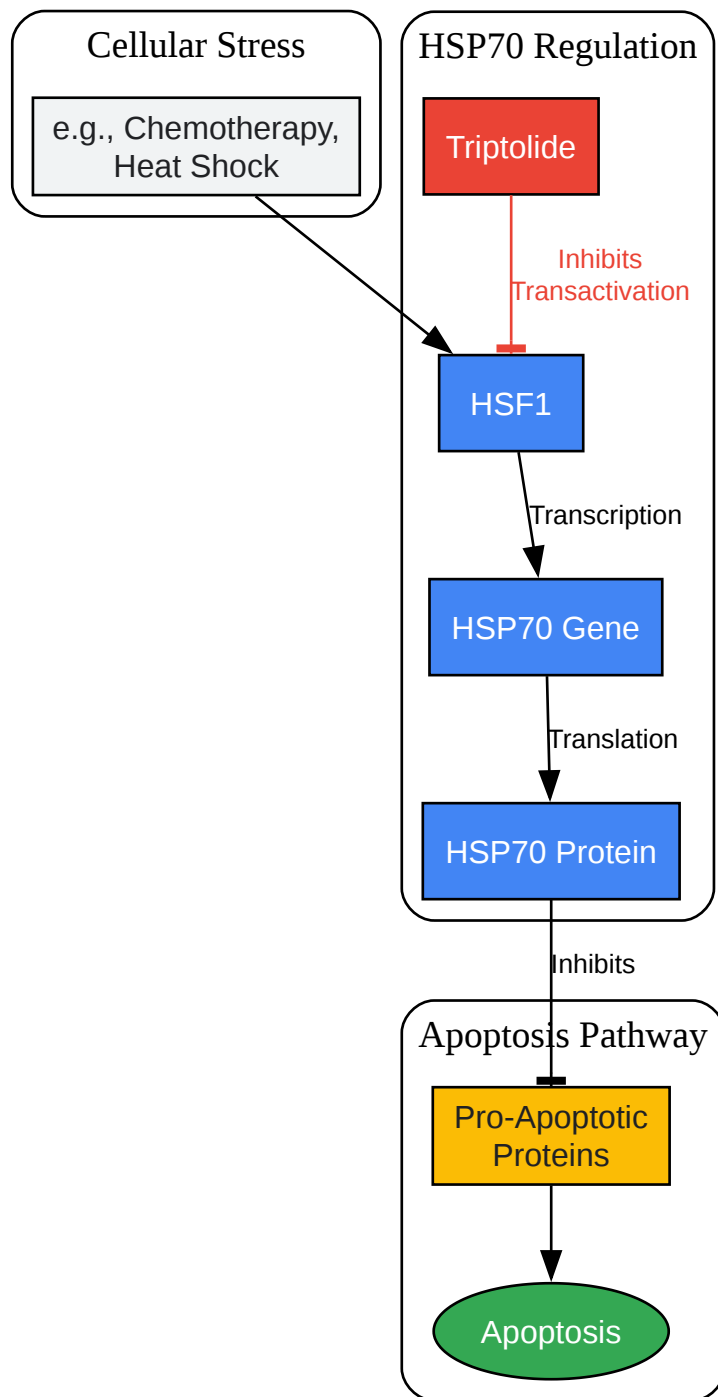 Cellular Stress
e.g., Chemotherapy,
Heat Shock
HSP70 Regulation
Triptolide
Inhibits
Transactivation
HSF1
Transcription
HSP70 Gene
Translation
HSP70 Protein
Inhibits
Apoptosis Pathway
Pro-Apoptotic
Proteins
Apoptosis